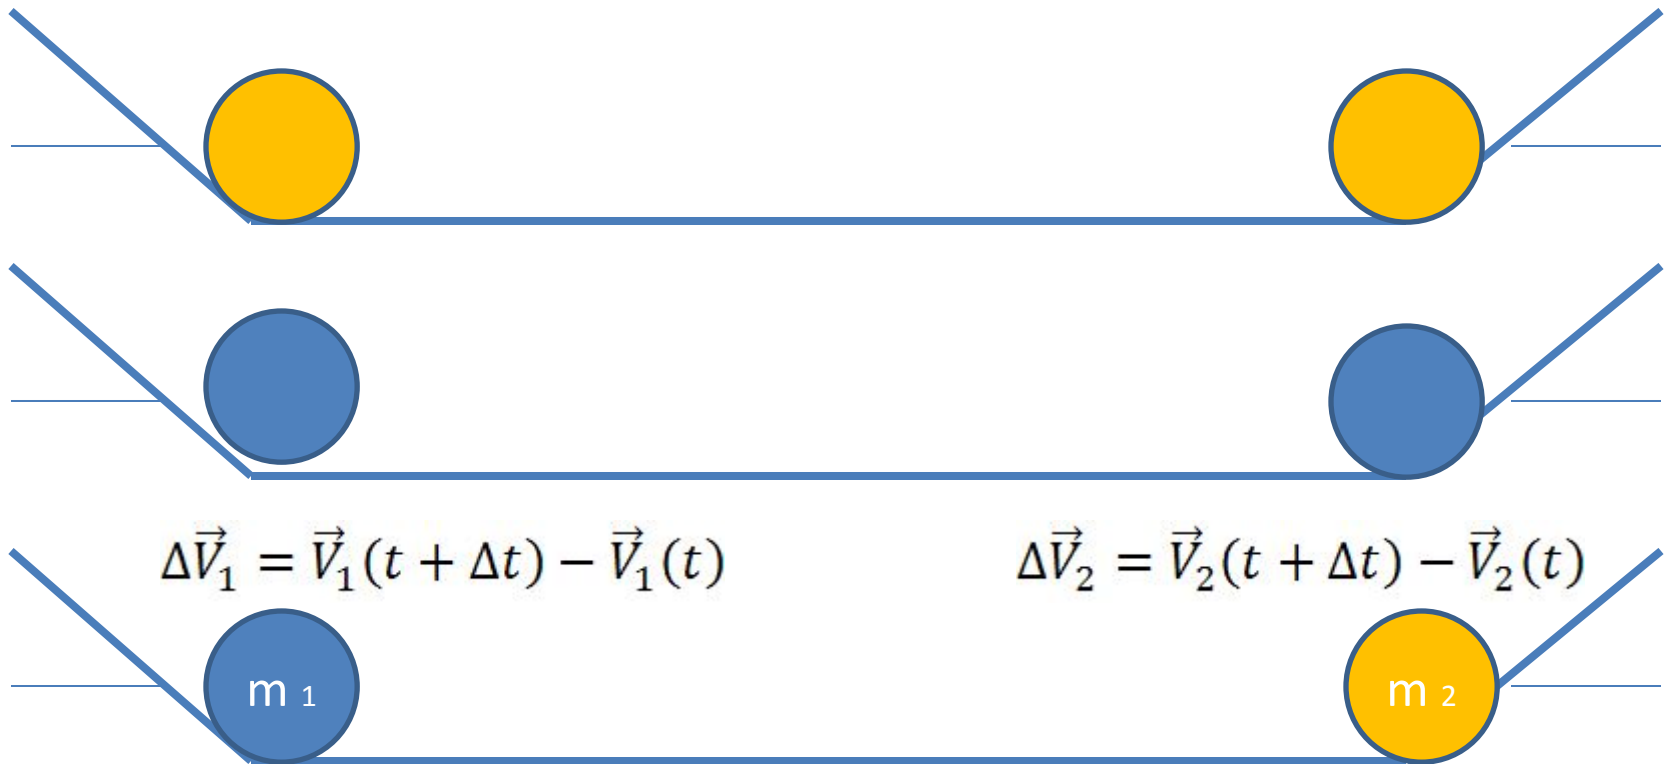 ΔV⃗₁ = V⃗₁(t + Δt) − V⃗₁(t)
ΔV⃗₂ = V⃗₂(t + Δt) − V⃗₂(t)
m 1
m 2